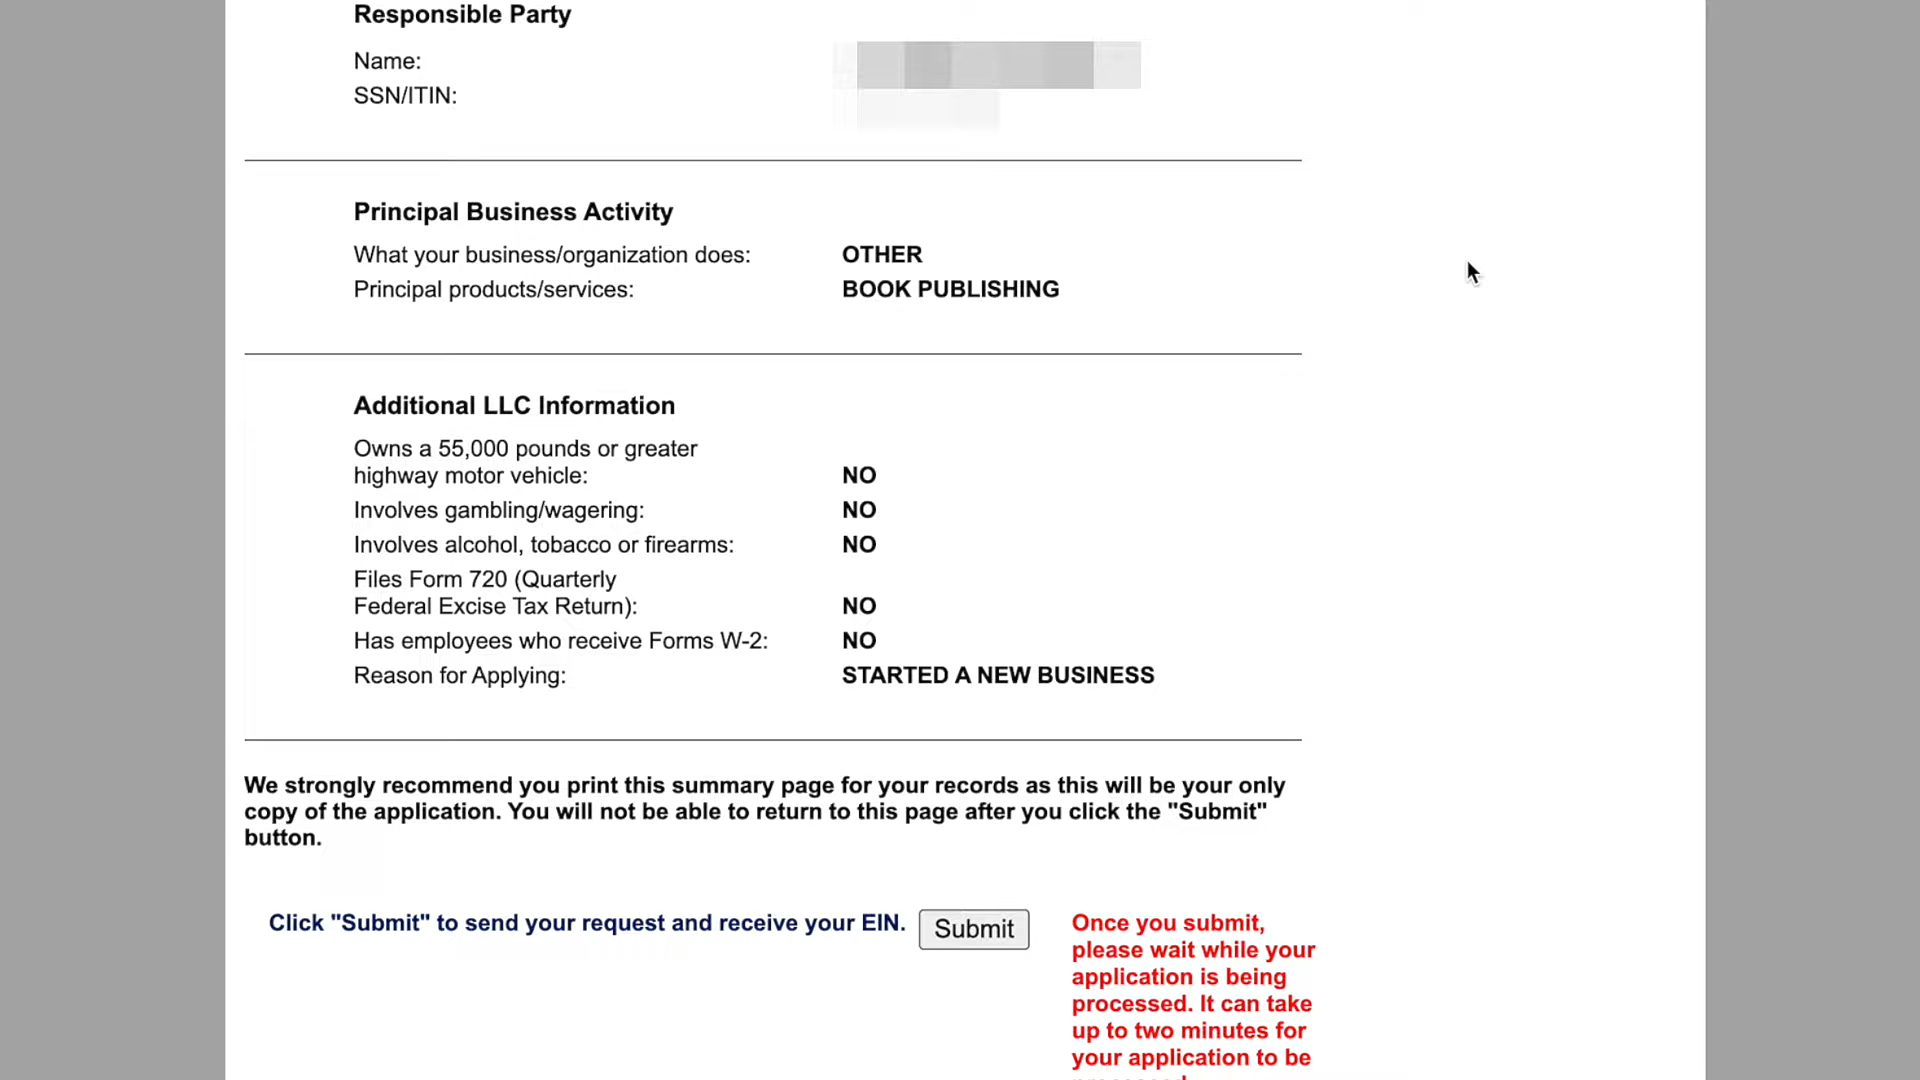 Responsible Party
Name:
SSN/ITIN:
Principal Business Activity
What your business/organization does: OTHER
Principal products/services: BOOK PUBLISHING
Additional LLC Information
Owns a 55,000 pounds or greater
highway motor vehicle: NO
Involves gambling/wagering: NO
Involves alcohol, tobacco or firearms: NO
Files Form 720 (Quarterly
Federal Excise Tax Return): NO
Has employees who receive Forms W-2: NO
Reason for Applying: STARTED A NEW BUSINESS
We strongly recommend you print this summary page for your records as this will be your only
copy of the application. You will not be able to return to this page after you click the "Submit"
button.
Click "Submit" to send your request and receive your EIN. Submit
Once you submit,
please wait while your
application is being
processed. It can take
up to two minutes for
your application to be